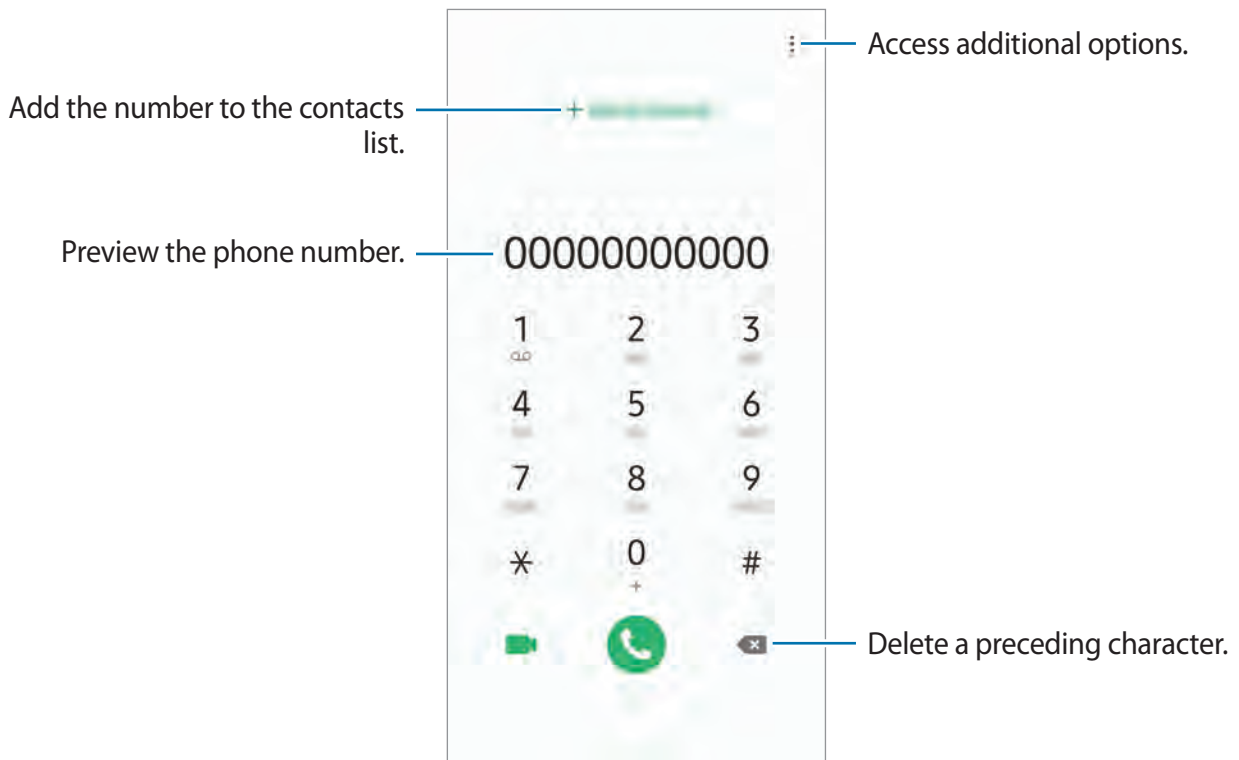 Access additional options.
Add the number to the contacts
list.
+
Preview the phone number.
00000000000
1 2 3
4 5 6
7 8 9
* 0 #
+
Delete a preceding character.